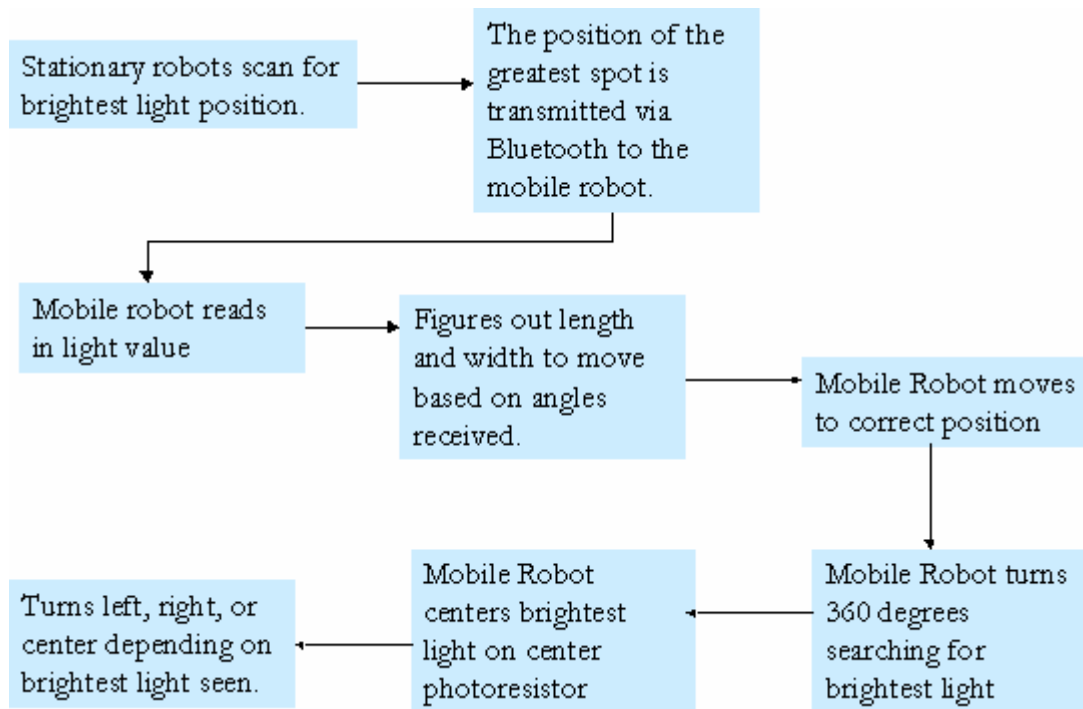 Stationary robots scan for
brightest light position.
The position of the
greatest spot is
transmitted via
Bluetooth to the
mobile robot.
Mobile robot reads
in light value
Figures out length
and width to move
based on angles
received.
Mobile Robot moves
to correct position
Mobile Robot turns
360 degrees
searching for
brightest light
Mobile Robot
centers brightest
light on center
photoresistor
Turns left, right, or
center depending on
brightest light seen.